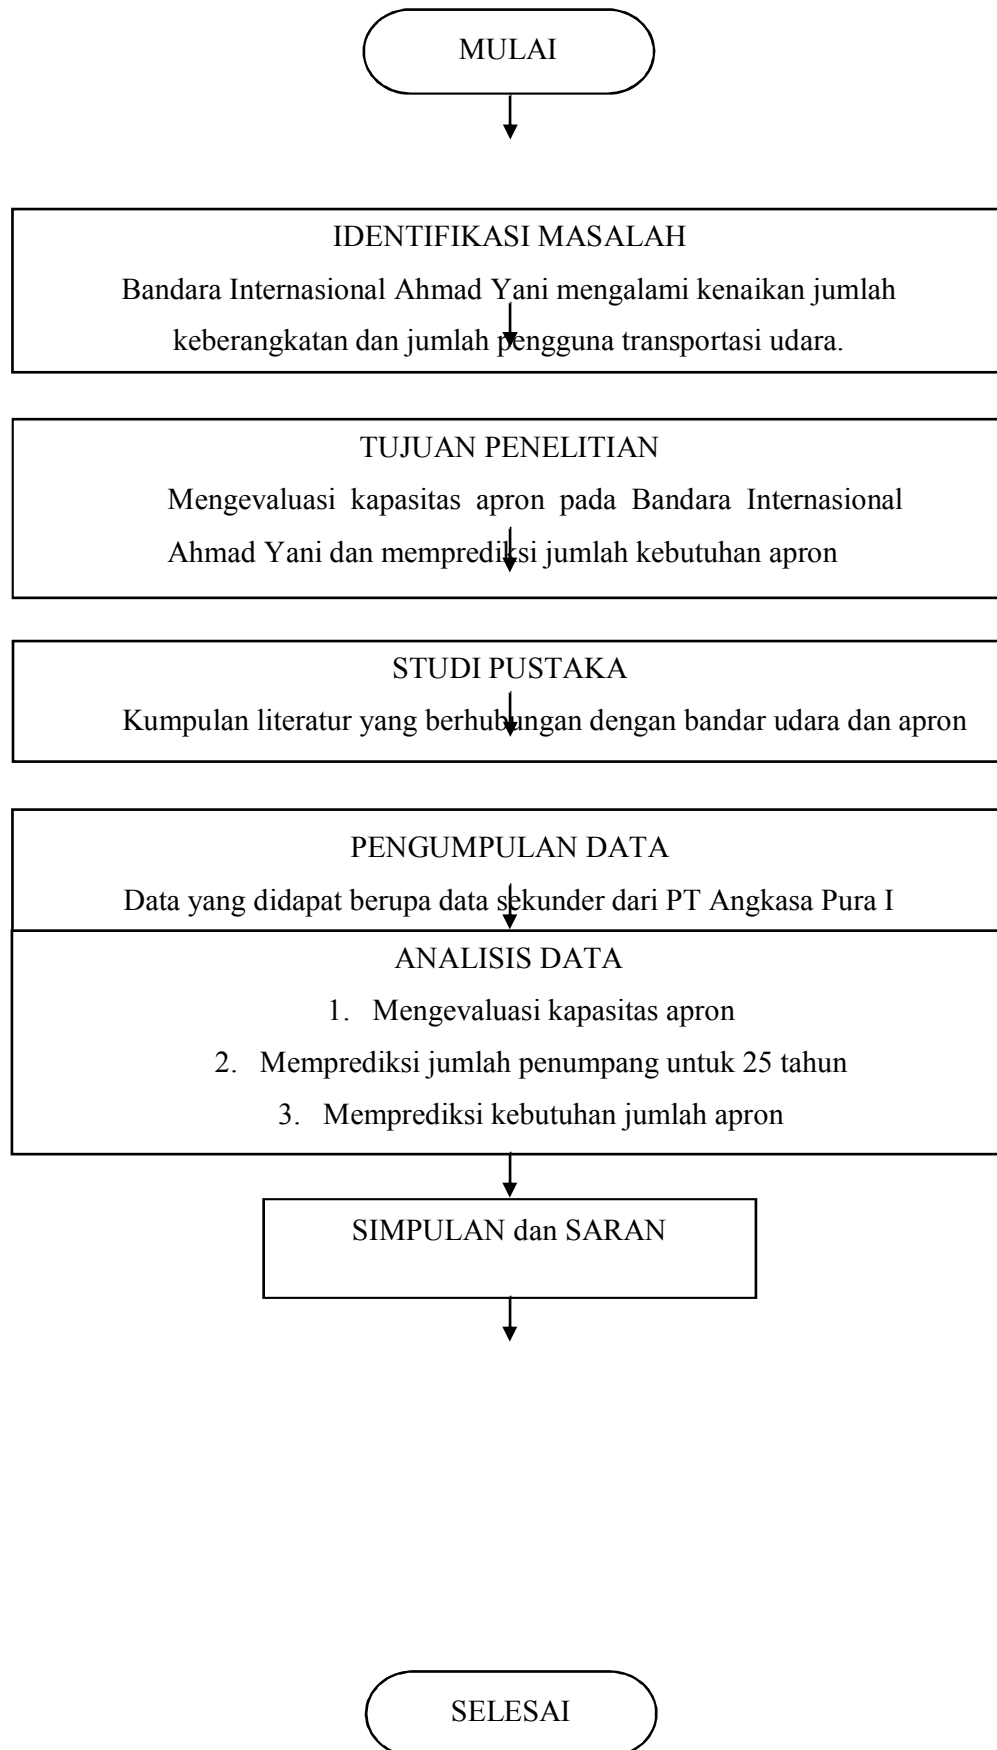 MULAI
IDENTIFIKASI MASALAH
Bandara Internasional Ahmad Yani mengalami kenaikan jumlah
keberangkatan dan jumlah pengguna transportasi udara.
TUJUAN PENELITIAN
Mengevaluasi kapasitas apron pada Bandara Internasional
Ahmad Yani dan memprediksi jumlah kebutuhan apron
STUDI PUSTAKA
Kumpulan literatur yang berhubungan dengan bandar udara dan apron
PENGUMPULAN DATA
Data yang didapat berupa data sekunder dari PT Angkasa Pura I
ANALISIS DATA
1. Mengevaluasi kapasitas apron
2. Memprediksi jumlah penumpang untuk 25 tahun
3. Memprediksi kebutuhan jumlah apron
SIMPULAN dan SARAN
SELESAI